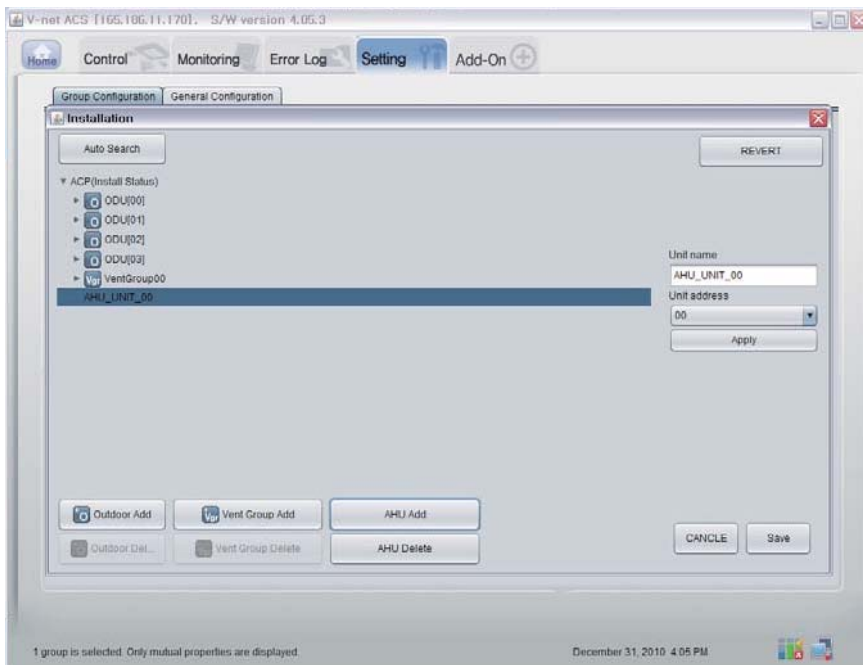 V-net ACS [165.186.11.170]. S/W version 4.05.3
Home
Control
Monitoring
Error Log
Setting
Add-On
Group Configuration
General Configuration
Installation
Auto Search
REVERT
ACP(Install Status)
ODU[00]
ODU[01]
ODU[02]
ODU[03]
VentGroup00
AHU_UNIT_00
Unit name
AHU_UNIT_00
Unit address
00
Apply
Outdoor Add
Vent Group Add
AHU Add
Outdoor Del...
Vent Group Delete
AHU Delete
CANCLE
Save
1 group is selected. Only mutual properties are displayed.
December 31, 2010 4:05 PM